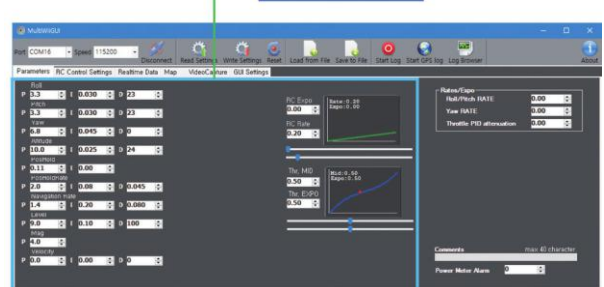 MultiWiiGUI
Port COM16 Speed 115200 Disconnect Read Settings Write Settings Reset Load from File Save to File Start Log Start GPS log Log Browser About
Parameters RC Control Settings Realtime Data Map VideoCapture GUI Settings
Roll
P 3.3 I 0.030 D 23
Pitch
P 3.3 I 0.030 D 23
Yaw
P 6.8 I 0.045 D 0
Altitude
P 10.0 I 0.025 D 24
PosHold
P 0.11 I 0.00
PosHoldRate
P 2.0 I 0.08 D 0.045
Navigation Rate
P 1.4 I 0.20 D 0.080
Level
P 9.0 I 0.10 D 100
Mag
P 4.0
Velocity
P 0.0 I 0.00 D 0
RC Expo
0.00
RC Rate
0.20
Rate:0.20
Expo:0.00
Thr. MID
0.50
Thr. EXPO
0.50
Mid:0.50
Expo:0.50
Rates/Expo
Roll/Pitch RATE 0.00
Yaw RATE 0.00
Throttle PID attenuation 0.00
Comments max 40 character
Power Meter Alarm 0